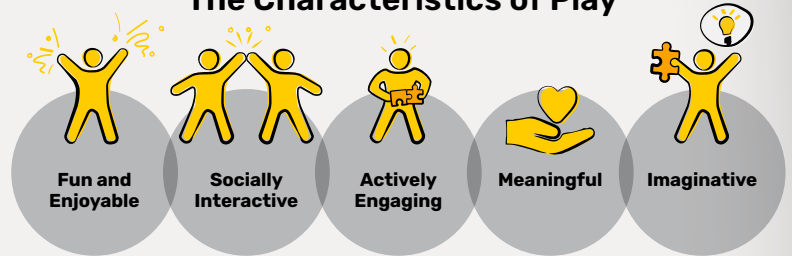 The Characteristics of Play
Fun and
Enjoyable
Socially
Interactive
Actively
Engaging
Meaningful
Imaginative